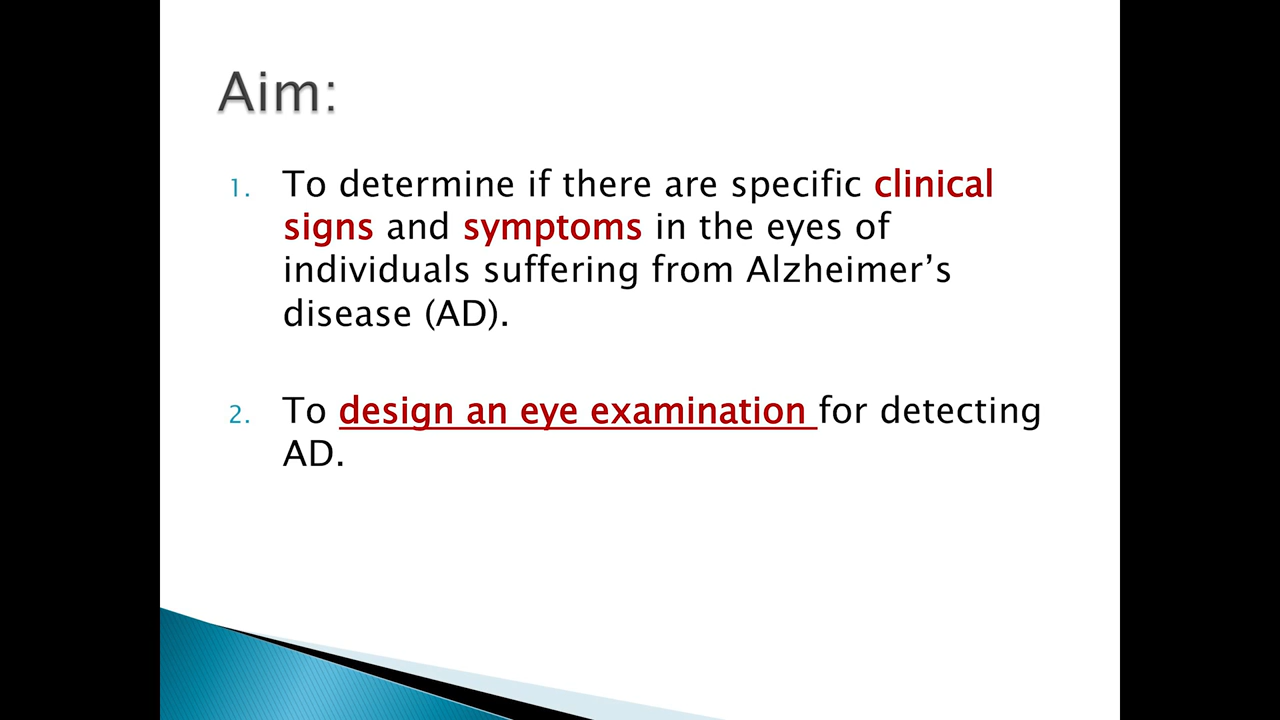 Aim:
1. To determine if there are specific clinical
signs and symptoms in the eyes of
individuals suffering from Alzheimer’s
disease (AD).
2. To design an eye examination for detecting
AD.